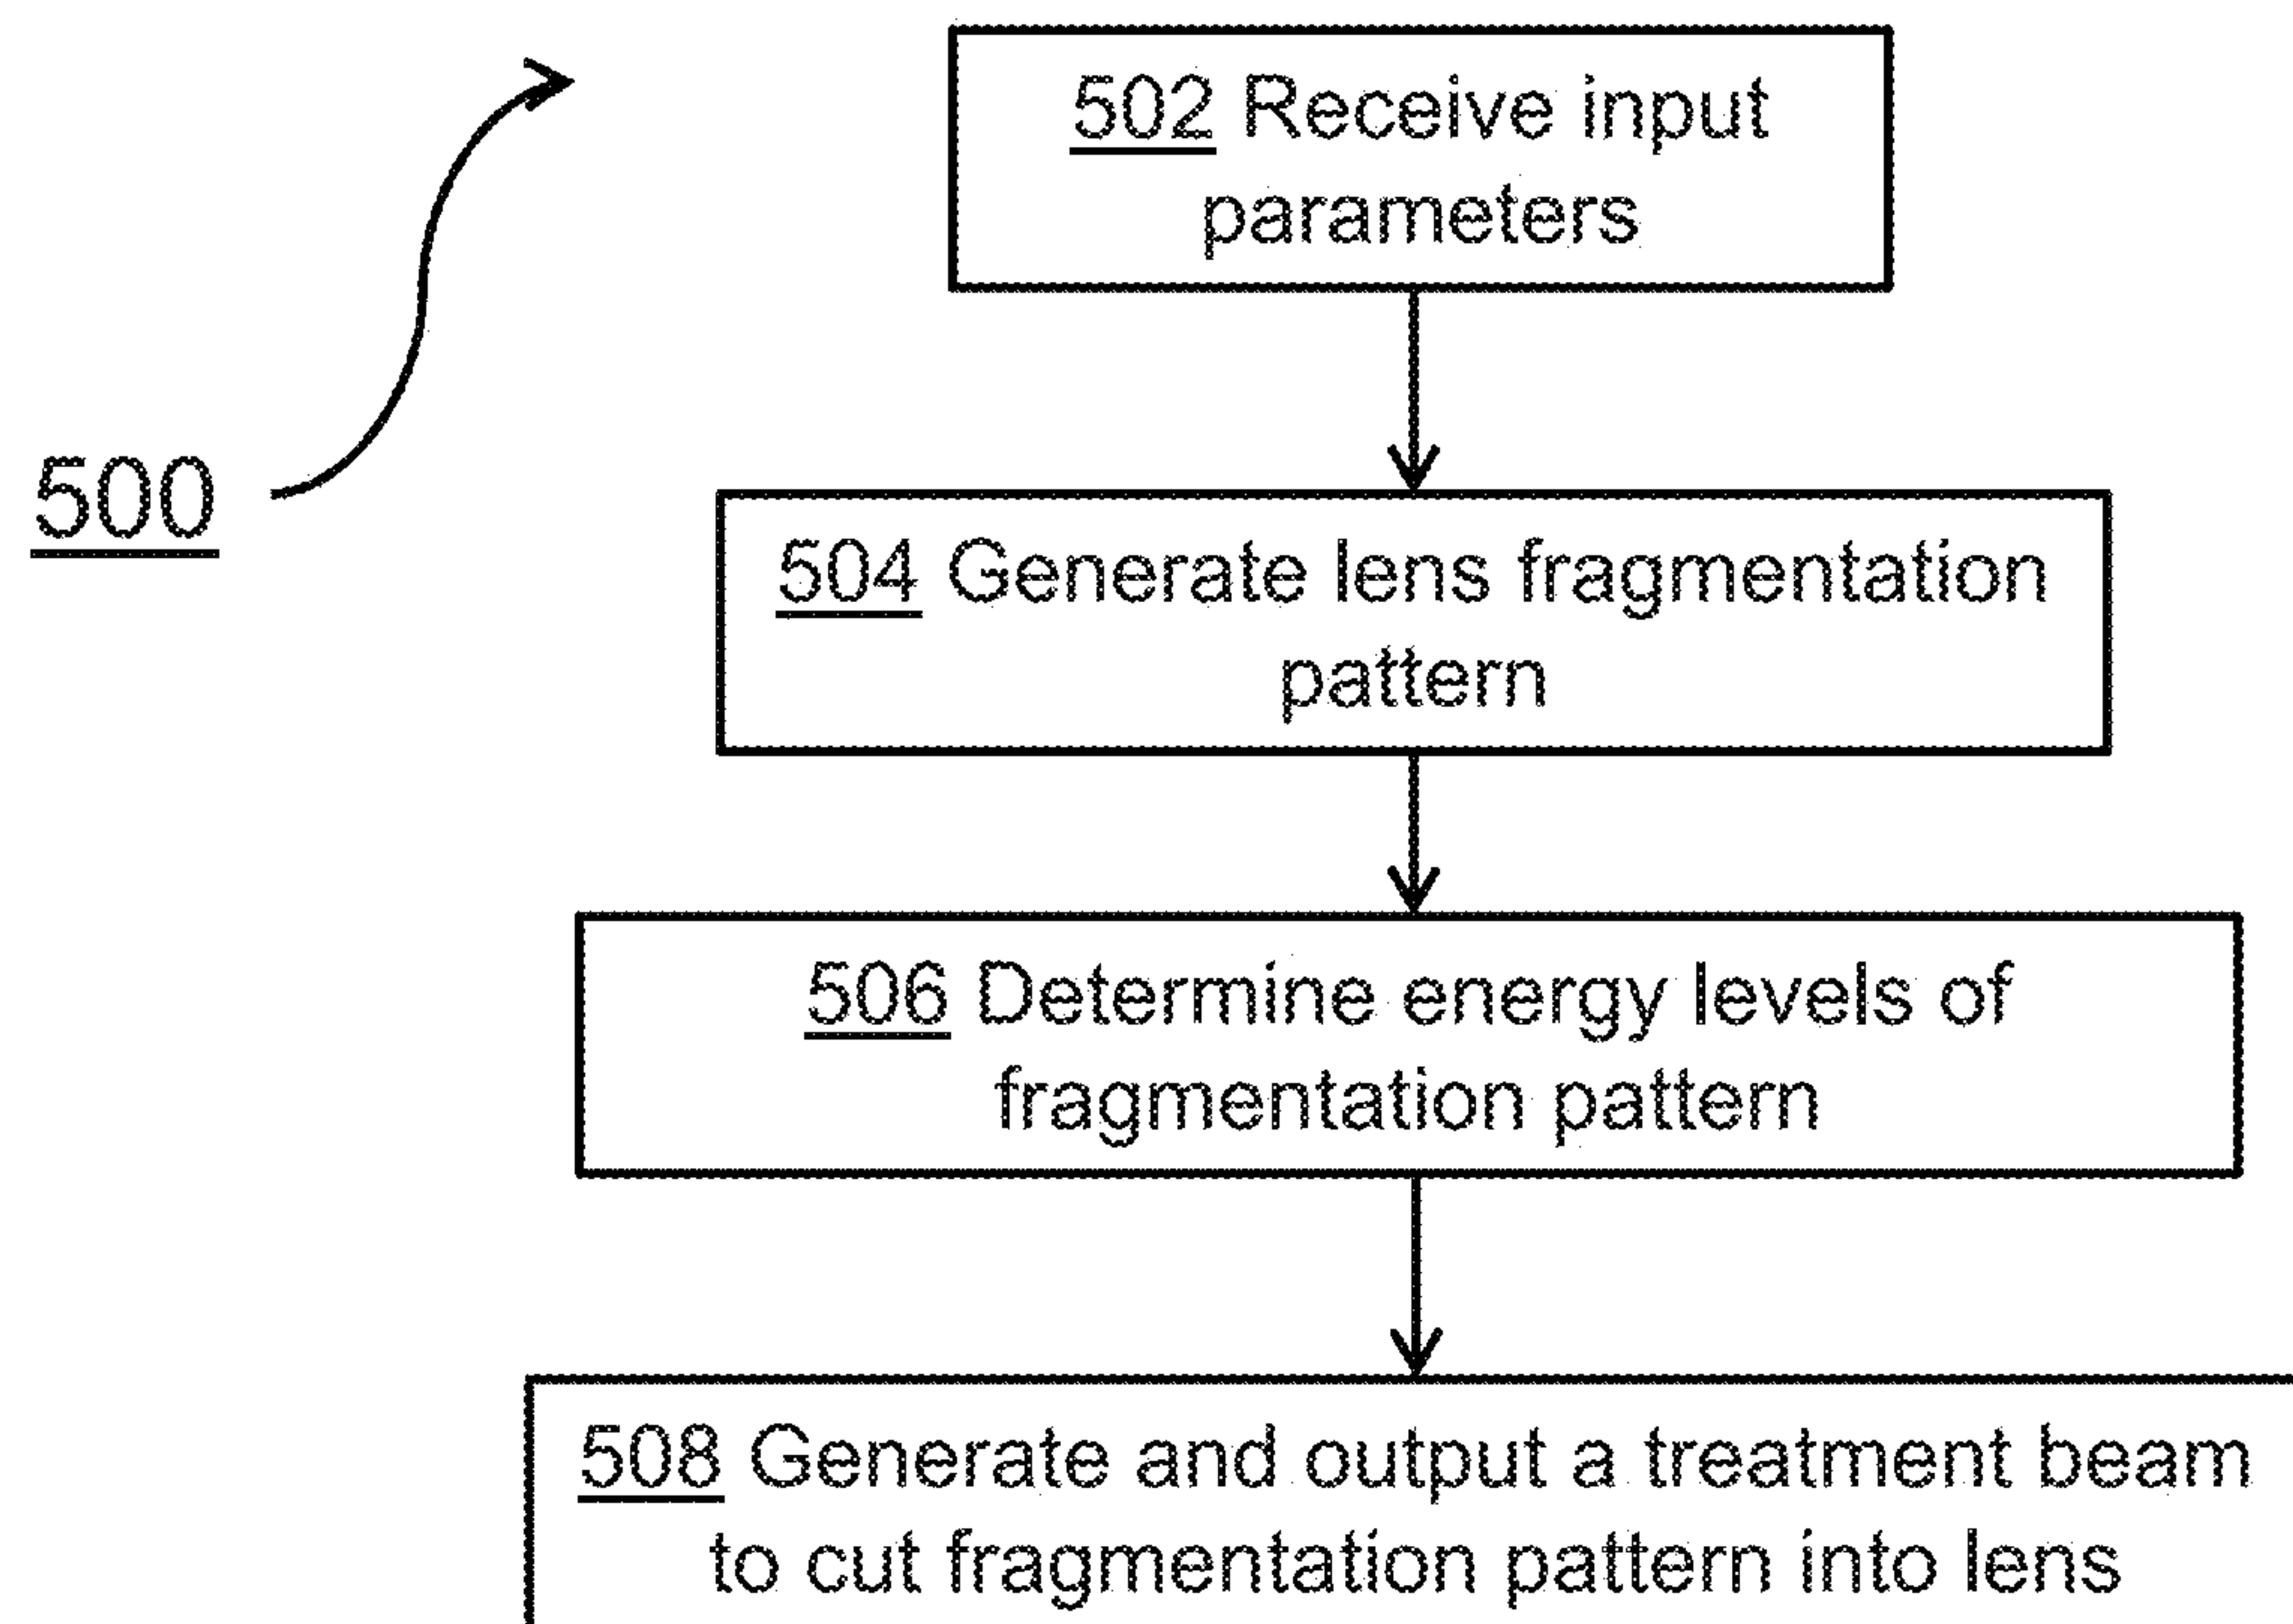 502 Receive input
parameters
500
504 Generate lens fragmentation
pattern
506 Determine energy levels of
fragmentation pattern
508 Generate and output a treatment beam
to cut fragmentation pattern into lens